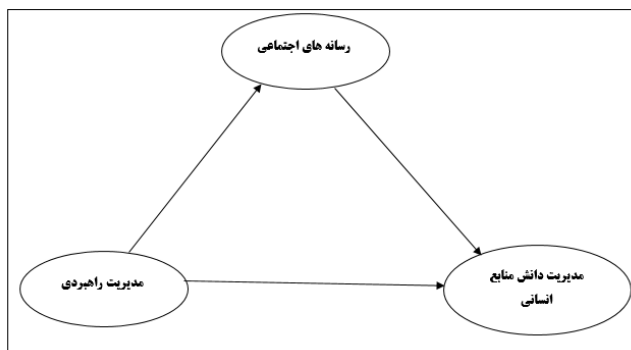 رسانه های اجتماعی
مدیریت راهبردی
مدیریت دانش منابع
انسانی